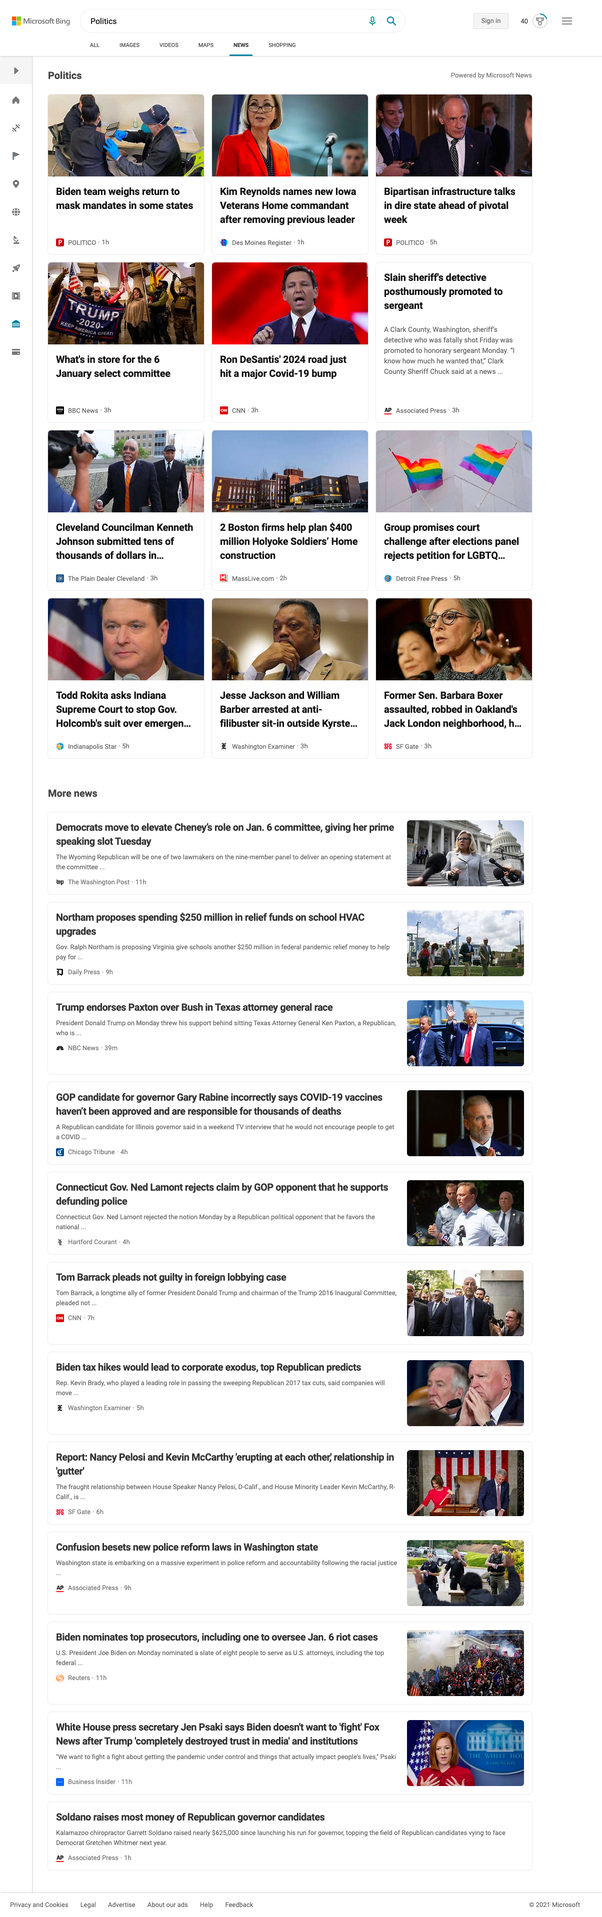 Microsoft Bing
Politics
Sign in
40
ALL
IMAGES
VIDEOS
MAPS
NEWS
SHOPPING
Politics
Powered by Microsoft News
Biden team weighs return to
mask mandates in some states
POLITICO · 1h
Kim Reynolds names new Iowa
Veterans Home commandant
after removing previous leader
Des Moines Register · 1h
Bipartisan infrastructure talks
in dire state ahead of pivotal
week
POLITICO · 5h
TRUMP
2020
KEEP AMERICA GREAT!
What's in store for the 6
January select committee
BBC News · 3h
Ron DeSantis' 2024 road just
hit a major Covid-19 bump
CNN · 3h
Slain sheriff's detective
posthumously promoted to
sergeant
A Clark County, Washington, sheriff's
detective who was fatally shot Friday was
promoted to honorary sergeant Monday. "I
know how much he wanted that," Clark
County Sheriff Chuck said at a news ...
AP Associated Press · 3h
Cleveland Councilman Kenneth
Johnson submitted tens of
thousands of dollars in...
The Plain Dealer Cleveland · 3h
2 Boston firms help plan $400
million Holyoke Soldiers' Home
construction
MassLive.com · 2h
Group promises court
challenge after elections panel
rejects petition for LGBTQ...
Detroit Free Press · 5h
Todd Rokita asks Indiana
Supreme Court to stop Gov.
Holcomb's suit over emergen...
Indianapolis Star · 5h
Jesse Jackson and William
Barber arrested at anti-
filibuster sit-in outside Kyrste...
Washington Examiner · 3h
Former Sen. Barbara Boxer
assaulted, robbed in Oakland's
Jack London neighborhood, h...
SF Gate · 3h
More news
Democrats move to elevate Cheney's role on Jan. 6 committee, giving her prime
speaking slot Tuesday
The Wyoming Republican will be one of two lawmakers on the nine-member panel to deliver an opening statement at
the committee ...
wp The Washington Post · 11h
Northam proposes spending $250 million in relief funds on school HVAC
upgrades
Gov. Ralph Northam is proposing Virginia give schools another $250 million in federal pandemic relief money to help
pay for ...
Daily Press · 9h
Trump endorses Paxton over Bush in Texas attorney general race
President Donald Trump on Monday threw his support behind sitting Texas Attorney General Ken Paxton, a Republican,
who is ...
NBC News · 39m
GOP candidate for governor Gary Rabine incorrectly says COVID-19 vaccines
haven't been approved and are responsible for thousands of deaths
A Republican candidate for Illinois governor said in a weekend TV interview that he would not encourage people to get
a COVID ...
Chicago Tribune · 4h
Connecticut Gov. Ned Lamont rejects claim by GOP opponent that he supports
defunding police
Connecticut Gov. Ned Lamont rejected the notion Monday by a Republican political opponent that he favors the
national ...
Hartford Courant · 4h
Tom Barrack pleads not guilty in foreign lobbying case
Tom Barrack, a longtime ally of former President Donald Trump and chairman of the Trump 2016 Inaugural Committee,
pleaded not ...
CNN · 7h
Biden tax hikes would lead to corporate exodus, top Republican predicts
Rep. Kevin Brady, who played a leading role in passing the sweeping Republican 2017 tax cuts, said companies will
move ...
Washington Examiner · 5h
Report: Nancy Pelosi and Kevin McCarthy 'erupting at each other,' relationship in
'gutter'
The fraught relationship between House Speaker Nancy Pelosi, D-Calif., and House Minority Leader Kevin McCarthy, R-
Calif., is ...
SF Gate · 6h
Confusion besets new police reform laws in Washington state
Washington state is embarking on a massive experiment in police reform and accountability following the racial justice
...
AP Associated Press · 9h
Biden nominates top prosecutors, including one to oversee Jan. 6 riot cases
U.S. President Joe Biden on Monday nominated a slate of eight people to serve as U.S. attorneys, including the top
federal ...
Reuters · 11h
White House press secretary Jen Psaki says Biden doesn't want to 'fight' Fox
News after Trump 'completely destroyed trust in media' and institutions
"We want to fight a fight about getting the pandemic under control and things that actually impact people's lives," Psaki
...
Business Insider · 11h
THE WHITE HOUSE
Soldano raises most money of Republican governor candidates
Kalamazoo chiropractor Garrett Soldano raised nearly $625,000 since launching his run for governor, topping the field of Republican candidates vying to face
Democrat Gretchen Whitmer next year.
AP Associated Press · 1h
Privacy and Cookies
Legal
Advertise
About our ads
Help
Feedback
© 2021 Microsoft